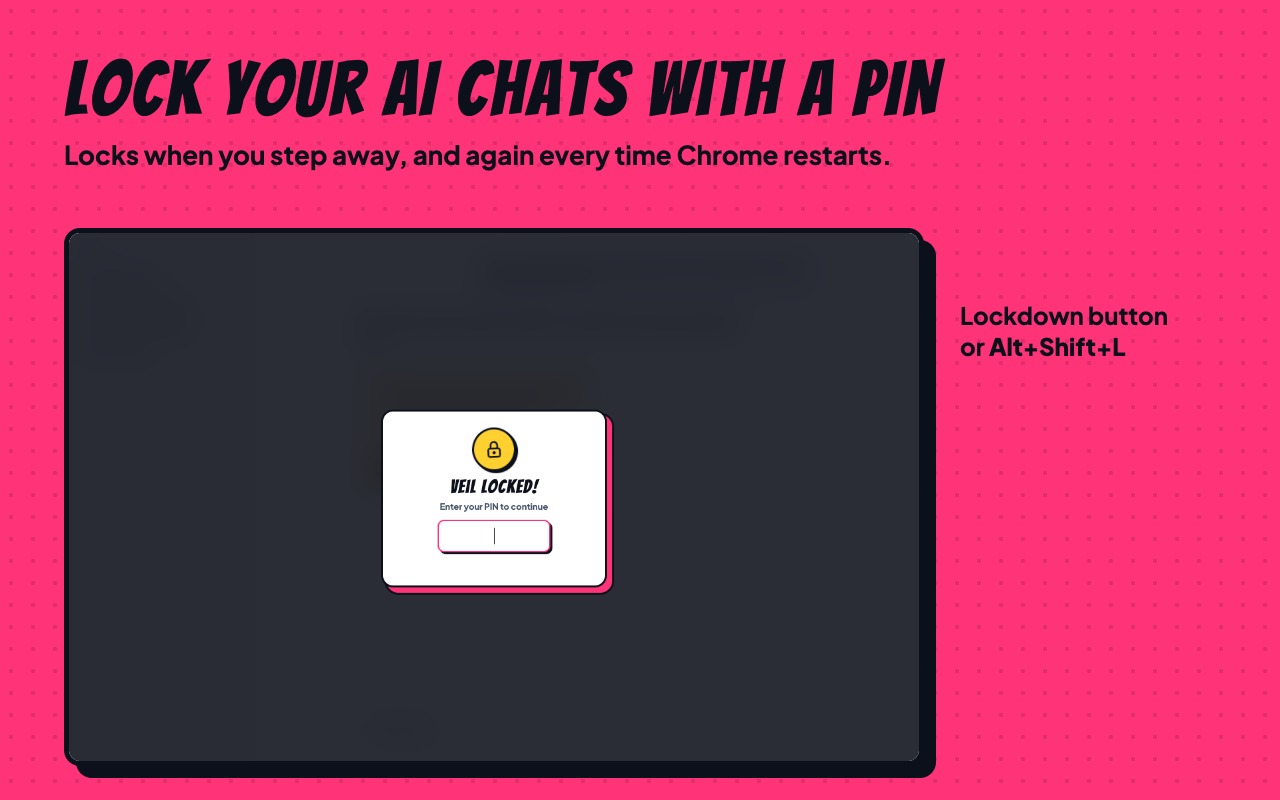 LOCK YOUR AI CHATS WITH A PIN
Locks when you step away, and again every time Chrome restarts.
Lockdown button
or Alt+Shift+L
VEIL LOCKED!
Enter your PIN to continue